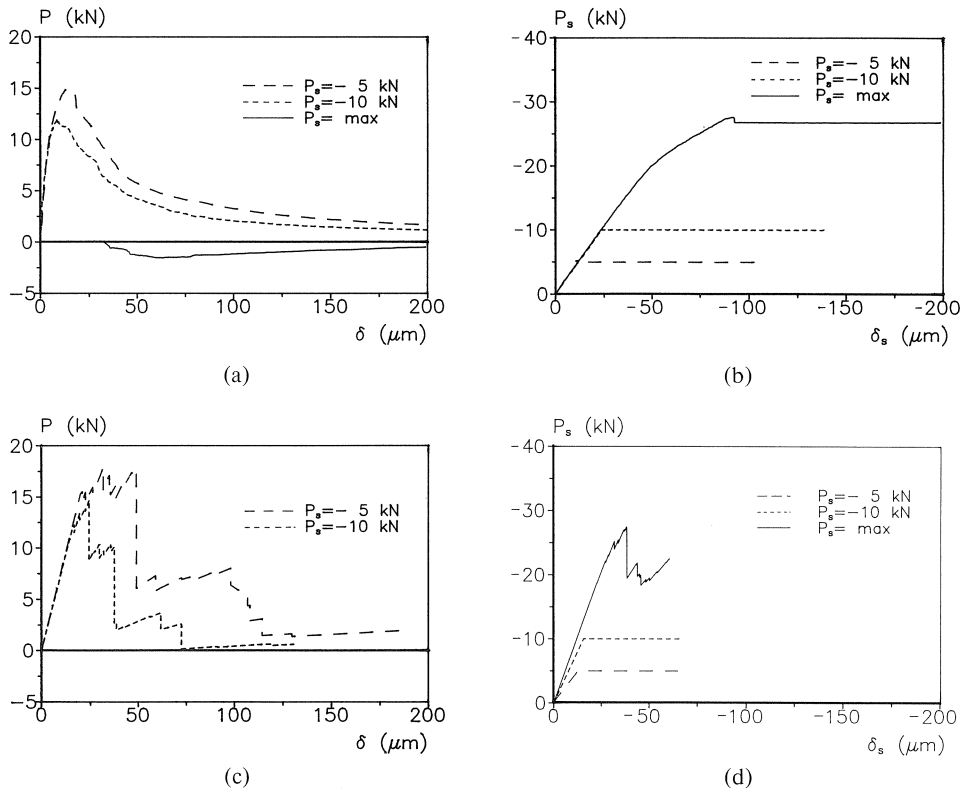 P (kN)
20
15
10
5
0
-5
0 50 100 150 200
δ (μm)
Pₛ=- 5 kN
Pₛ=-10 kN
Pₛ= max
(a)
Pₛ (kN)
-40
-30
-20
-10
0
0 -50 -100 -150 -200
δₛ (μm)
Pₛ=- 5 kN
Pₛ=-10 kN
Pₛ= max
(b)
P (kN)
20
15
10
5
0
-5
0 50 100 150 200
δ (μm)
Pₛ=- 5 kN
Pₛ=-10 kN
(c)
Pₛ (kN)
-40
-30
-20
-10
0
0 -50 -100 -150 -200
δₛ (μm)
Pₛ=- 5 kN
Pₛ=-10 kN
Pₛ= max
(d)